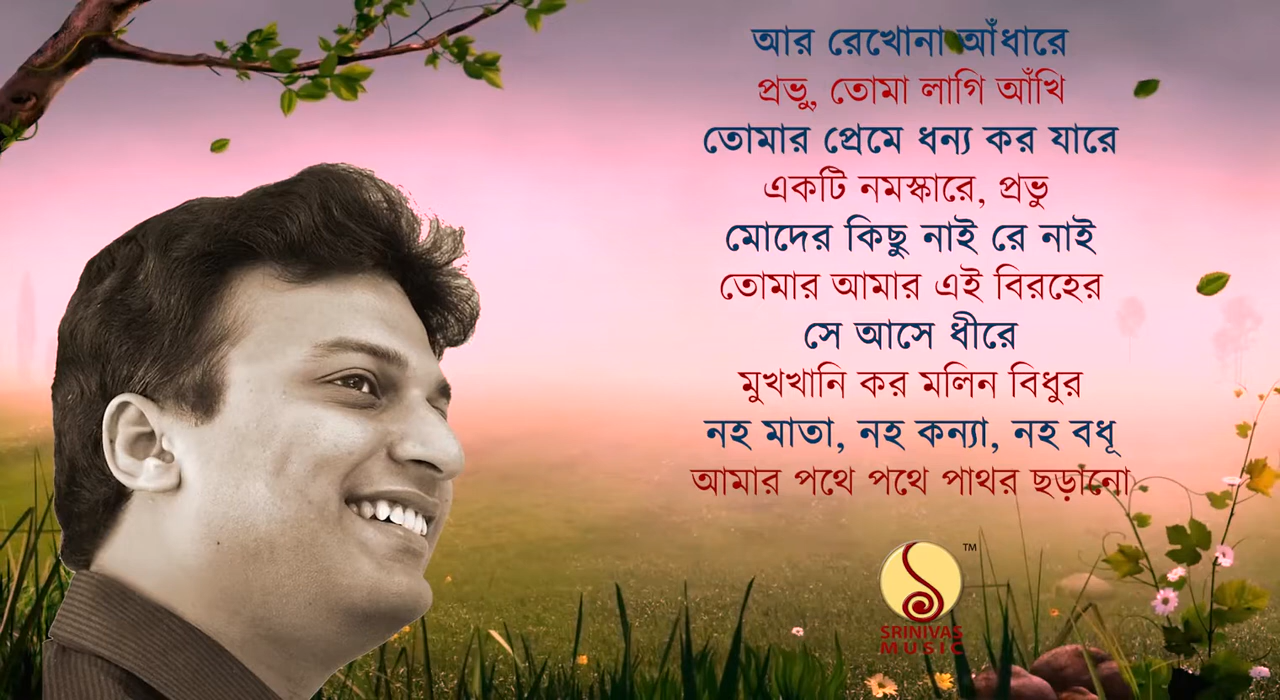 আর রেখোনা আঁধারে
প্রভু, তোমা লাগি আঁখি
তোমার প্রেমে ধন্য কর যারে
একটি নমস্কারে, প্রভু
মোদের কিছু নাই রে নাই
তোমার আমার এই বিরহের
সে আসে ধীরে
মুখখানি কর মলিন বিধুর
নহ মাতা, নহ কন্যা, নহ বধূ
আমার পথে পথে পাথর ছড়ানো
TM
SRINIVAS
MUSIC